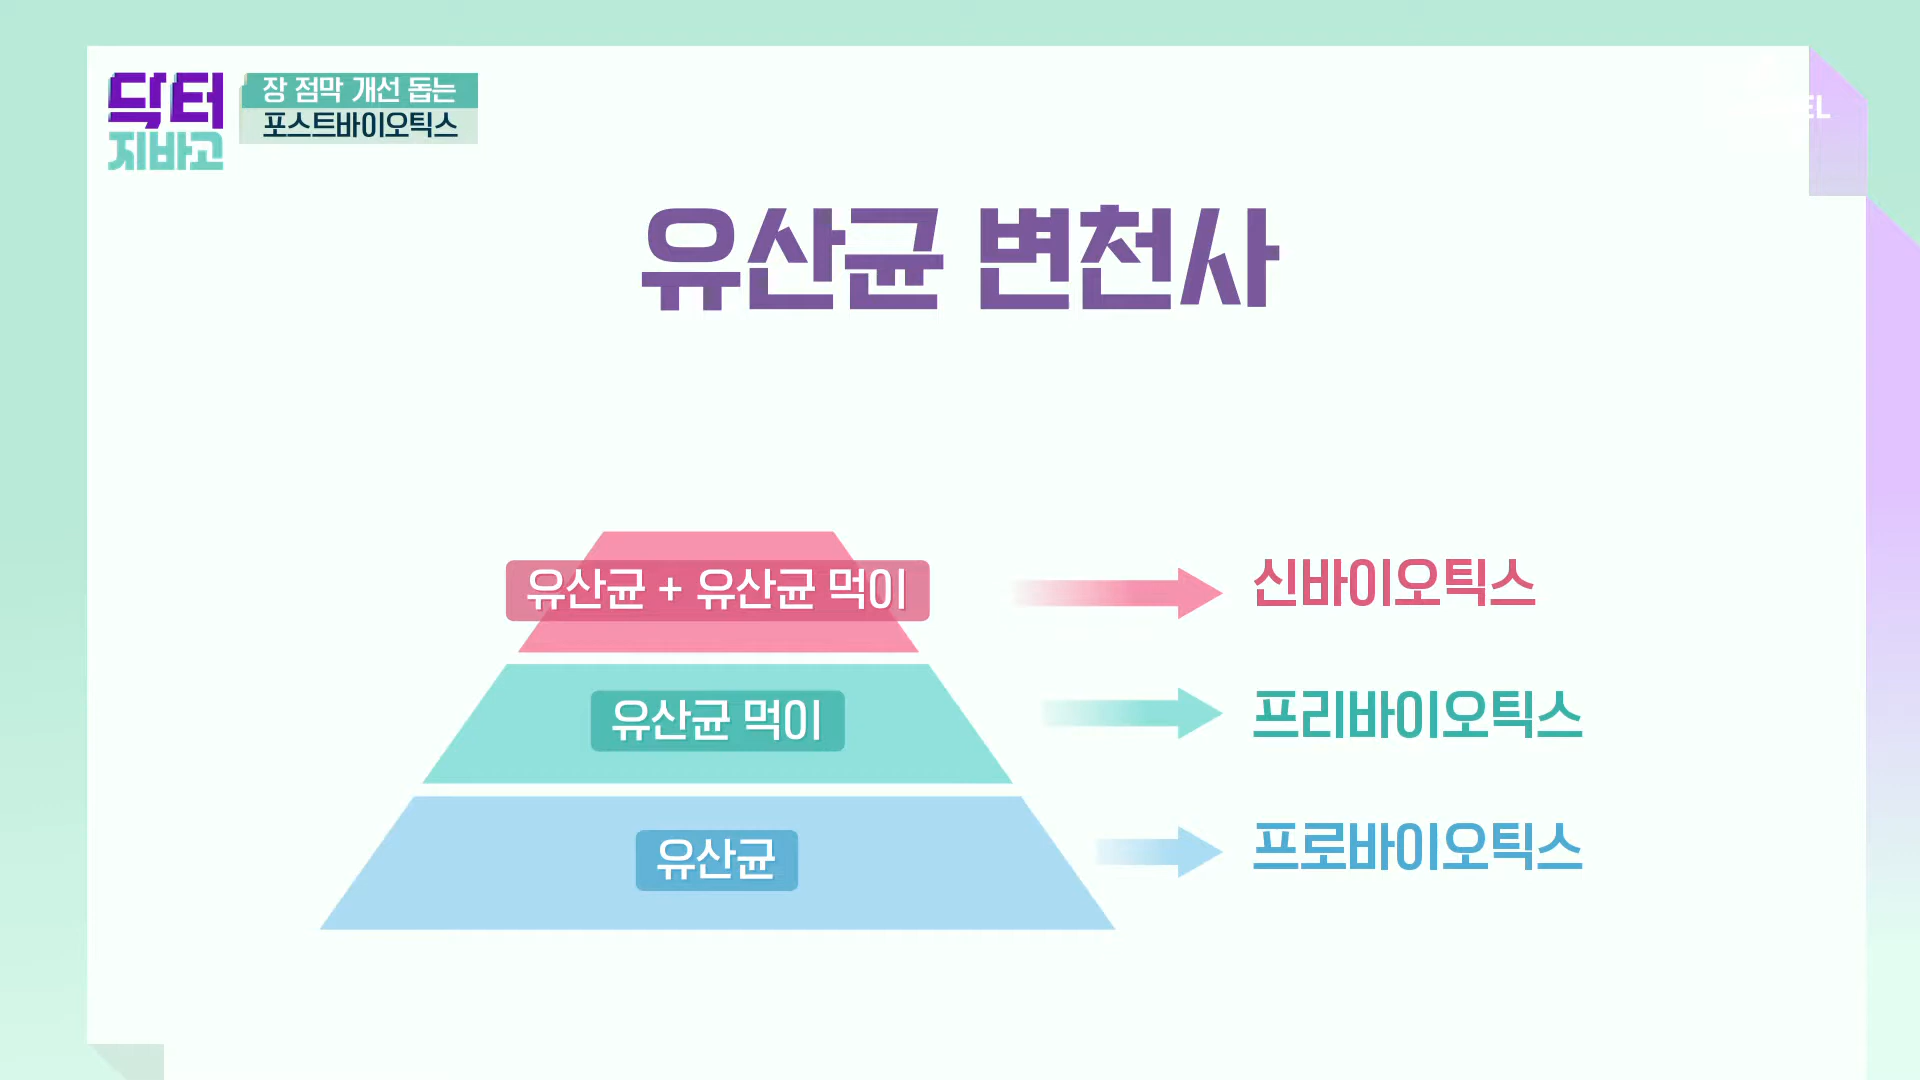 닥터
지바고
장 점막 개선 돕는
포스트바이오틱스
유산균 변천사
유산균 + 유산균 먹이
신바이오틱스
유산균 먹이
프리바이오틱스
유산균
프로바이오틱스